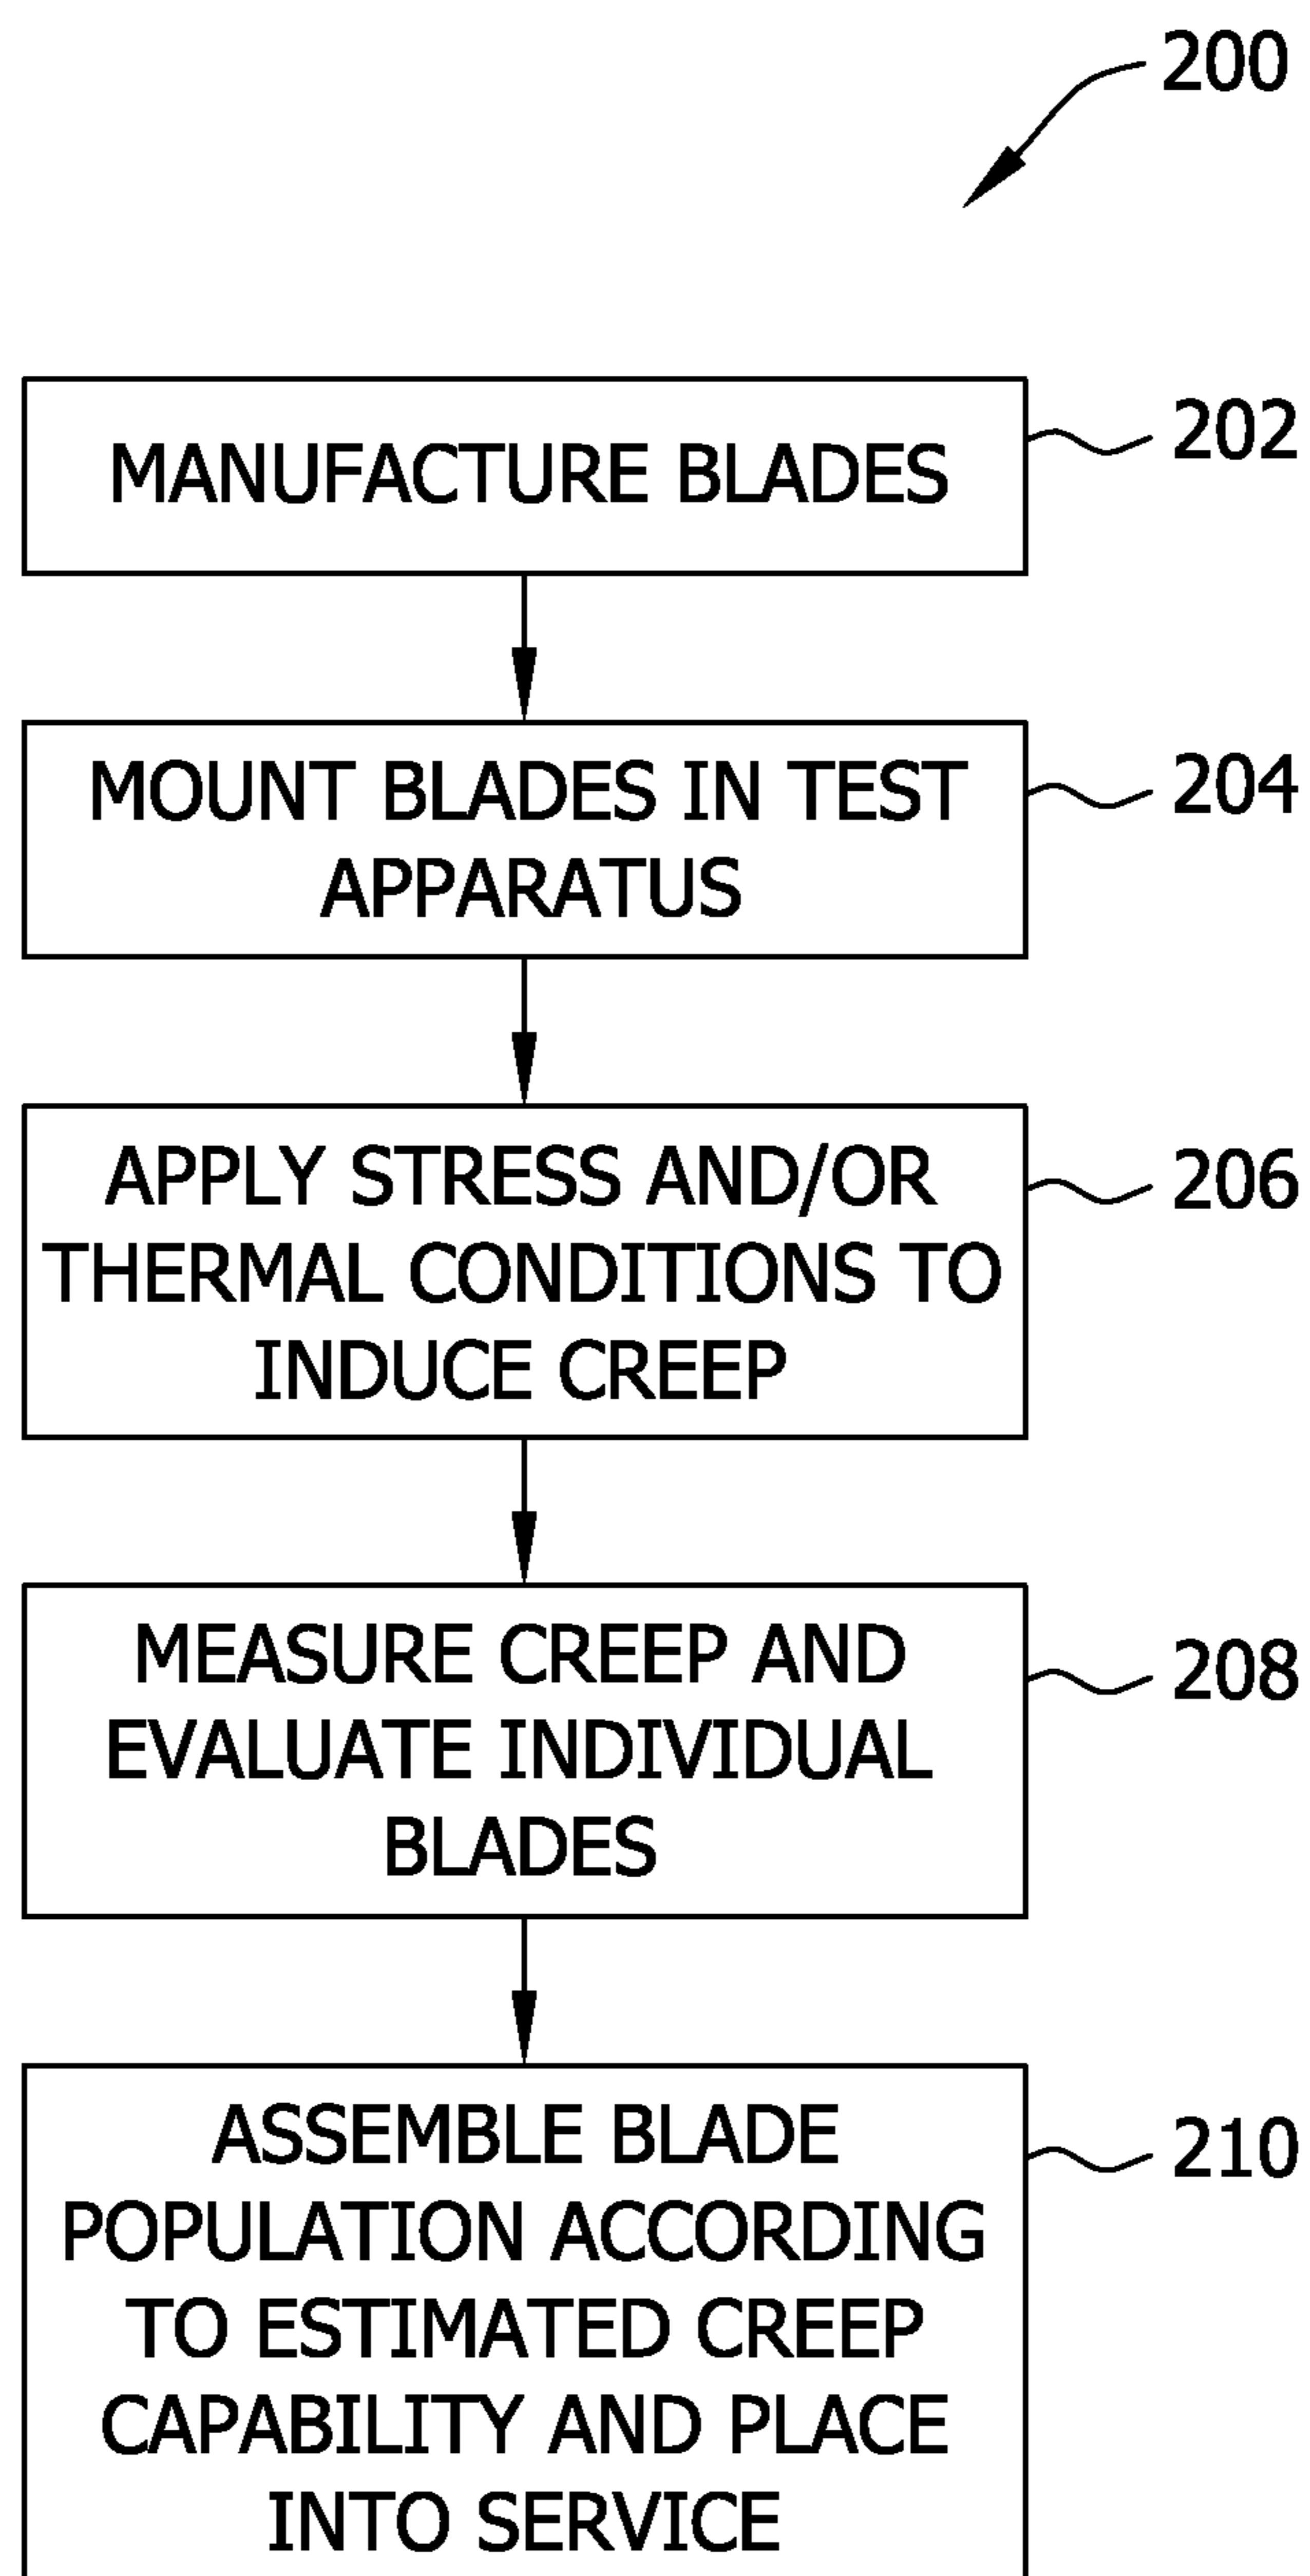 200
MANUFACTURE BLADES
202
MOUNT BLADES IN TEST
APPARATUS
204
APPLY STRESS AND/OR
THERMAL CONDITIONS TO
INDUCE CREEP
206
MEASURE CREEP AND
EVALUATE INDIVIDUAL
BLADES
208
ASSEMBLE BLADE
POPULATION ACCORDING
TO ESTIMATED CREEP
CAPABILITY AND PLACE
INTO SERVICE
210